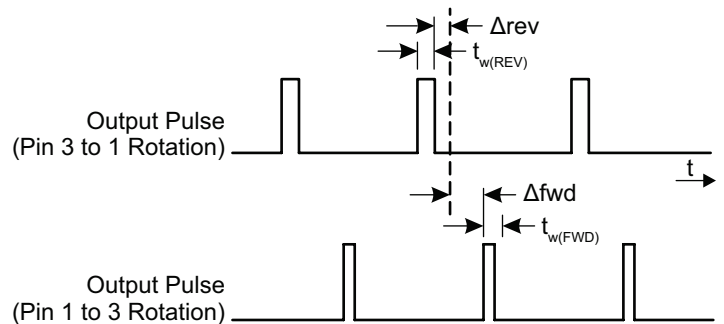 Δrev
t_w(REV)
Output Pulse
(Pin 3 to 1 Rotation)
t
Δfwd
t_w(FWD)
Output Pulse
(Pin 1 to 3 Rotation)